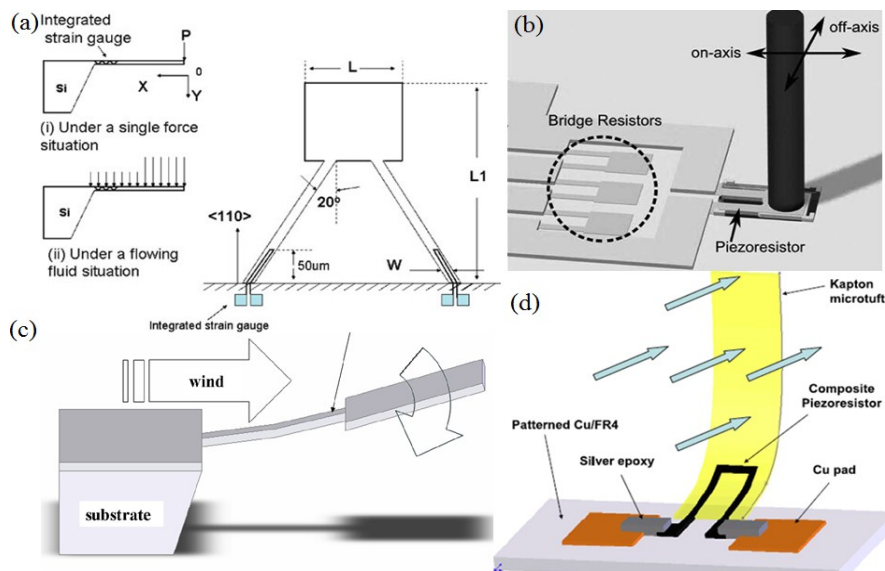 (a)
Integrated
strain gauge
P
0
Si
X
Y
(i) Under a single force
situation
Si
(ii) Under a flowing
fluid situation
L
L1
20º
<110>
50um
W
Integrated strain gauge
(b)
off-axis
on-axis
Bridge Resistors
Piezoresistor
(c)
wind
substrate
(d)
Kapton
microtuft
Composite
Piezoresistor
Patterned Cu/FR4
Silver epoxy
Cu pad